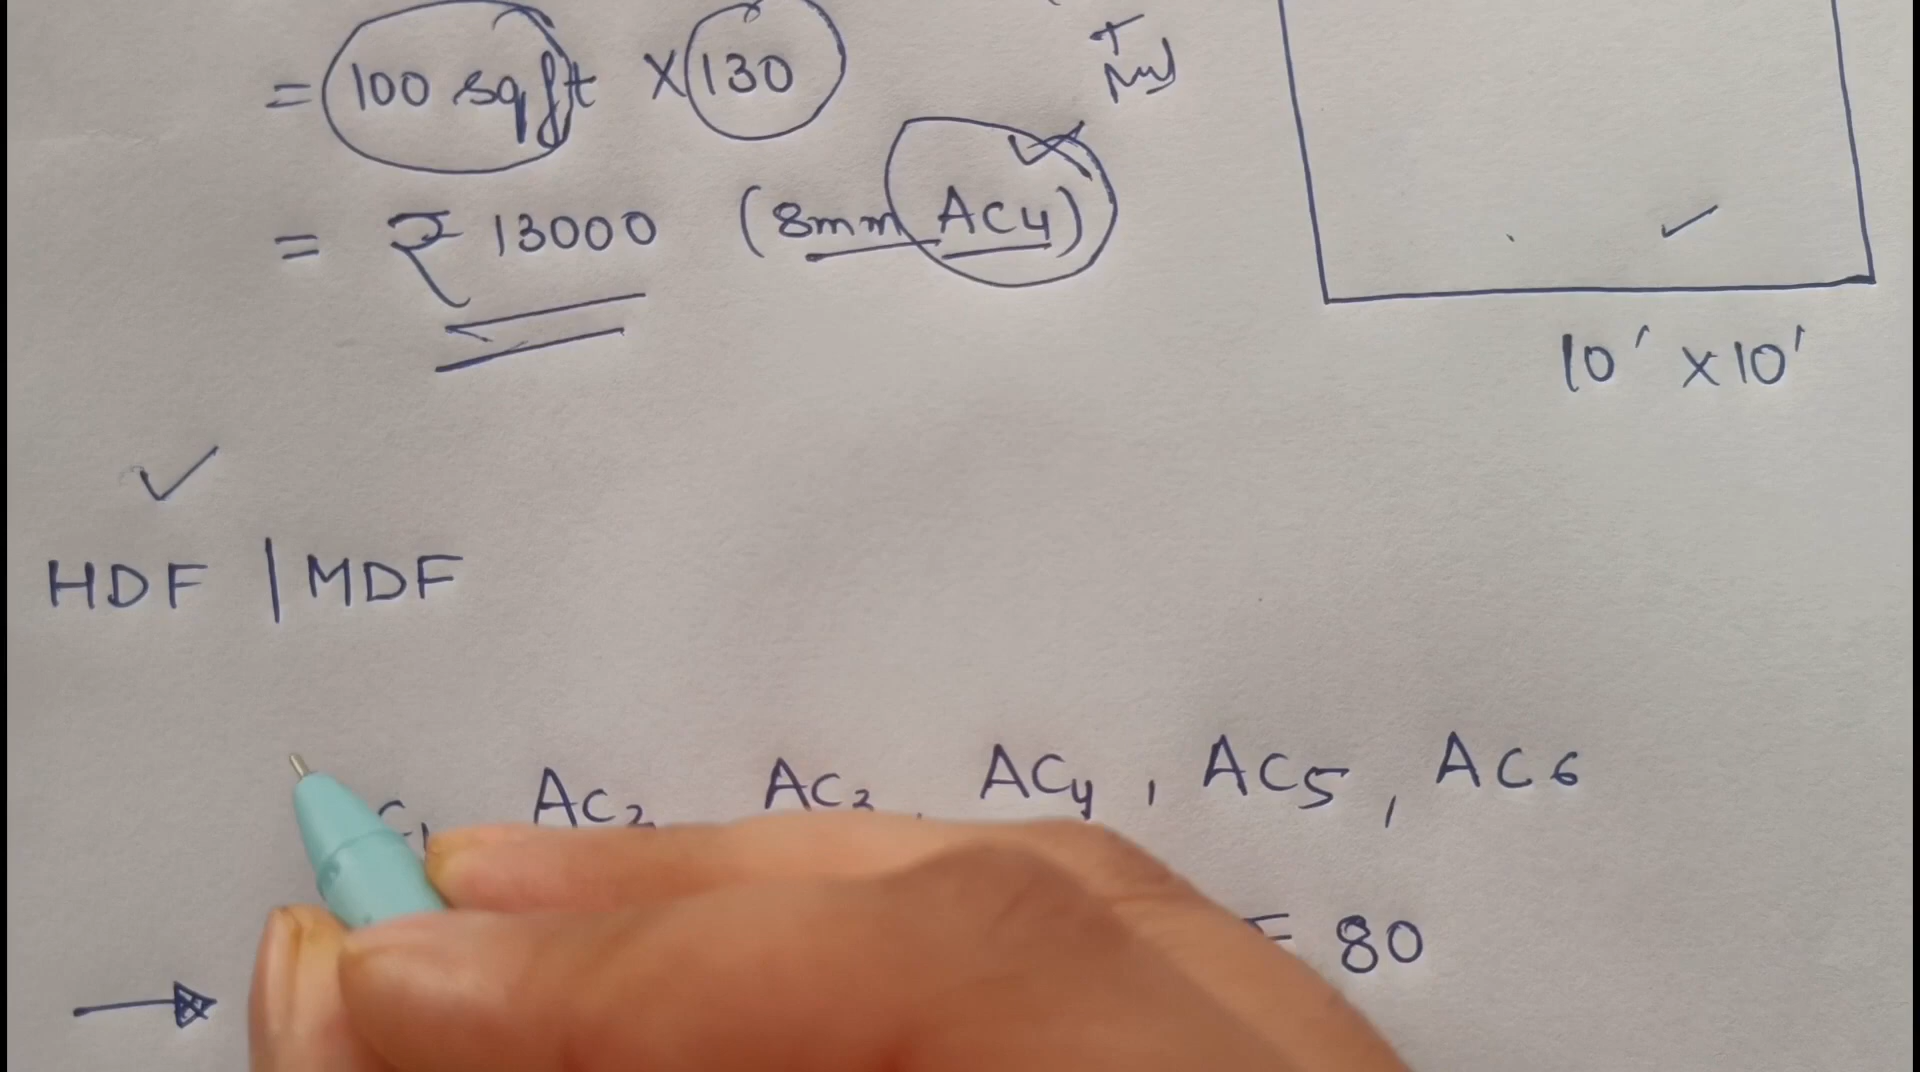 = 100 sqft X 130
= ₹ 13000 (8mm AC4)
10' x 10'
HDF | MDF
AC2 AC3, AC4, AC5, AC6
= 80